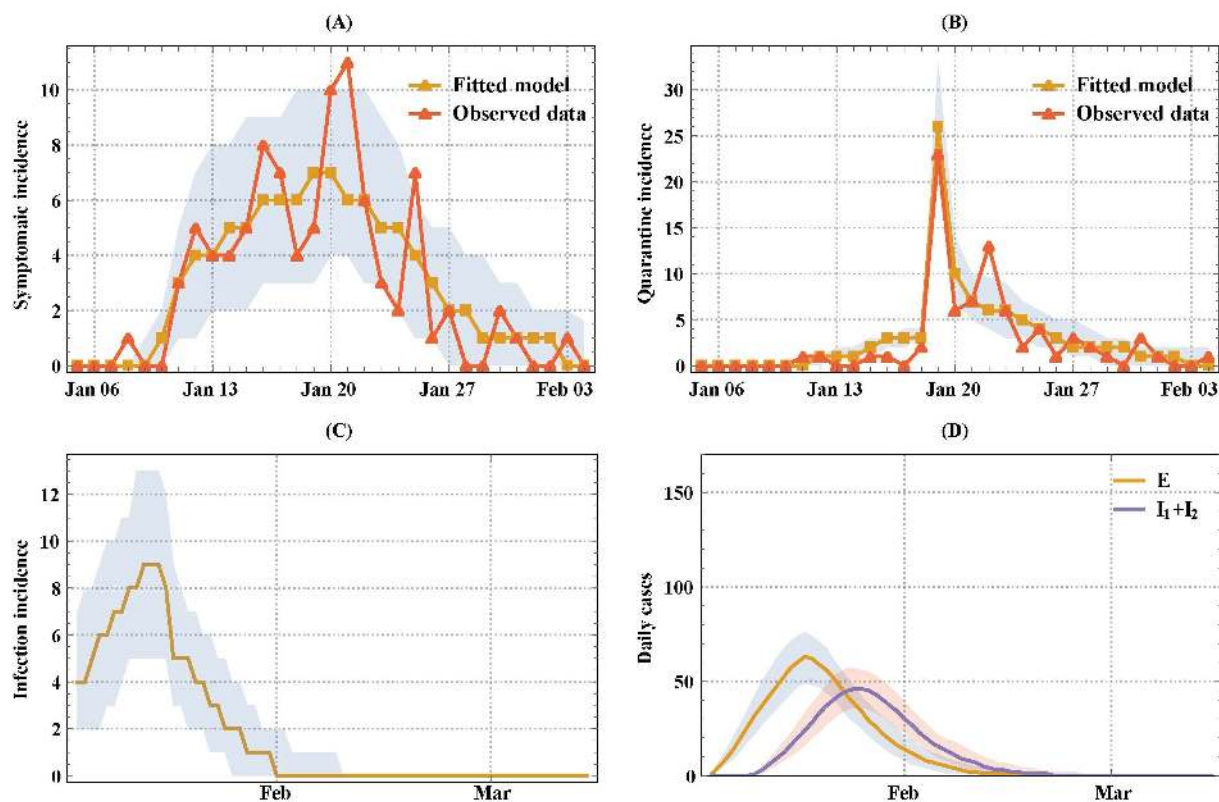 (A)
Fitted model
Observed data
Symptomaic incidence
10
8
6
4
2
0
Jan 06
Jan 13
Jan 20
Jan 27
Feb 03
(B)
Fitted model
Observed data
Quarantine incidence
30
25
20
15
10
5
0
Jan 06
Jan 13
Jan 20
Jan 27
Feb 03
(C)
Infection incidence
12
10
8
6
4
2
0
Feb
Mar
(D)
E
I₁+I₂
Daily cases
150
100
50
0
Feb
Mar